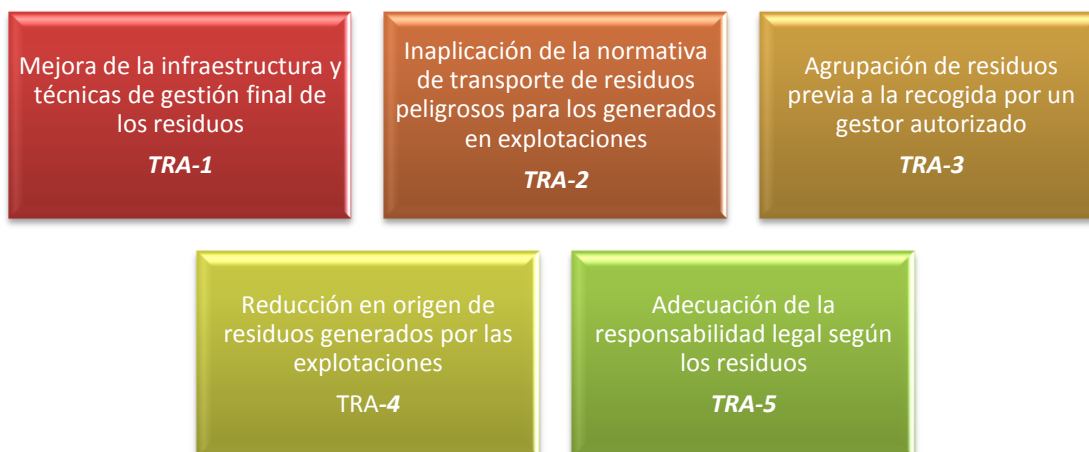 Mejora de la infraestructura y
técnicas de gestión final de
los residuos
TRA-1
Inaplicación de la normativa
de transporte de residuos
peligrosos para los generados
en explotaciones
TRA-2
Agrupación de residuos
previa a la recogida por un
gestor autorizado
TRA-3
Reducción en origen de
residuos generados por las
explotaciones
TRA-4
Adecuación de la
responsabilidad legal según
los residuos
TRA-5